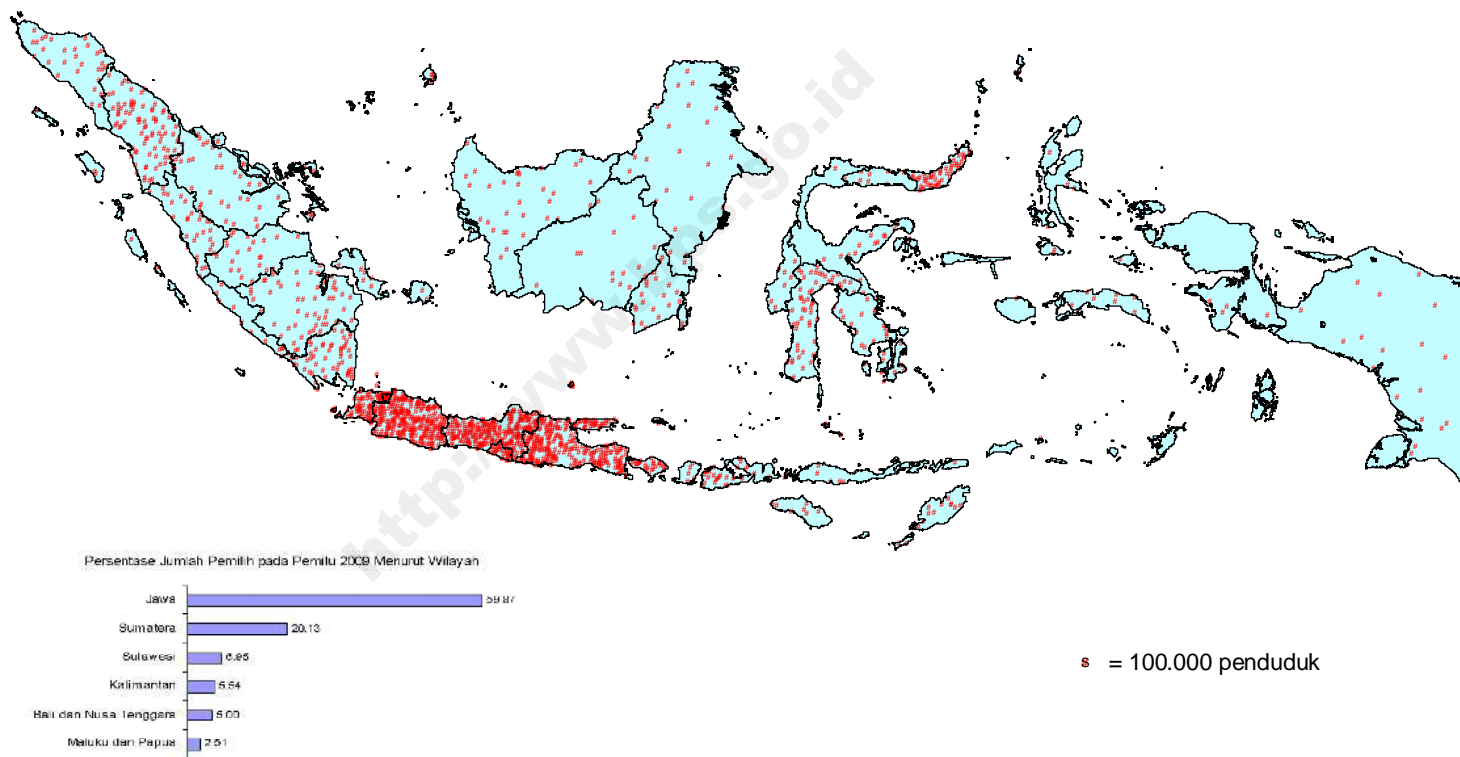 http://www.bps.go.id
Persentase Jumlah Pemilih pada Pemilu 2009 Menurut Wilayah
Jawa 59.87
Sumatera 20.13
Sulawesi 6.95
Kalimantan 5.54
Bali dan Nusa Tenggara 5.00
Maluku dan Papua 2.51
= 100.000 penduduk